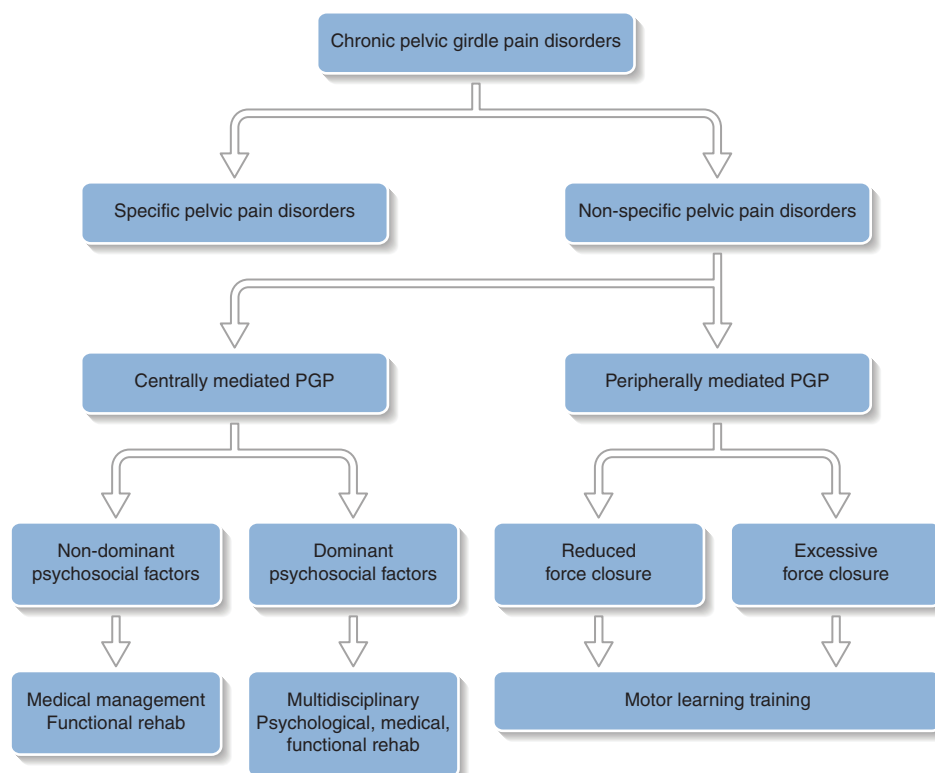 Chronic pelvic girdle pain disorders
Specific pelvic pain disorders
Non-specific pelvic pain disorders
Centrally mediated PGP
Peripherally mediated PGP
Non-dominant
psychosocial factors
Dominant
psychosocial factors
Reduced
force closure
Excessive
force closure
Medical management
Functional rehab
Multidisciplinary
Psychological, medical,
functional rehab
Motor learning training